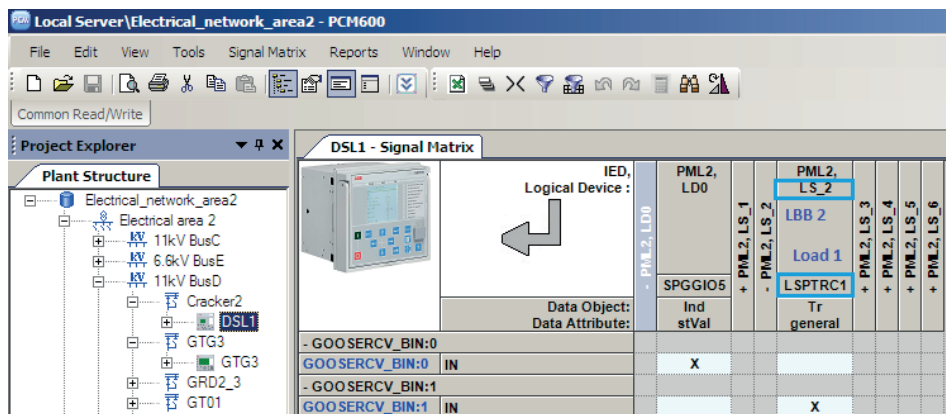 PCM Local Server\Electrical_network_area2 - PCM600
File Edit View Tools Signal Matrix Reports Window Help
Common Read/Write
Project Explorer
Plant Structure
Electrical_network_area2
Electrical area 2
KV 11kV BusC
KV 6.6kV BusE
KV 11kV BusD
Cracker2
DSL1
GTG3
GTG3
GRD2_3
GT01
DSL1 - Signal Matrix
IED,
Logical Device :
Data Object:
Data Attribute:
- PML2, LD0
PML2,
LD0
SPGGIO5
Ind
stVal
+ PML2, LS_1
- PML2, LS_2
PML2,
LS_2
LBB 2
Load 1
LSPTRC1
Tr
general
+ PML2, LS_3
+ PML2, LS_4
+ PML2, LS_5
+ PML2, LS_6
- GOOSERCV_BIN:0
GOOSERCV_BIN:0 IN X
- GOOSERCV_BIN:1
GOOSERCV_BIN:1 IN X